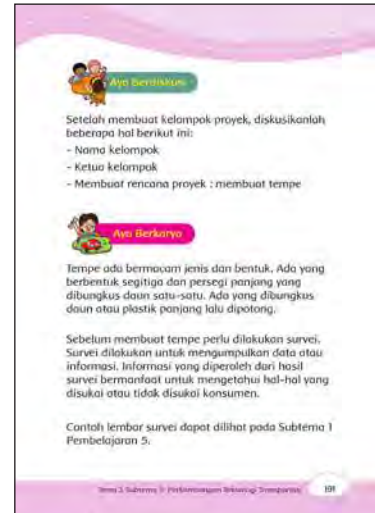 Ayo Berdiskusi
Setelah membuat kelompok proyek, diskusikanlah
beberapa hal berikut ini:
- Nama kelompok
- Ketua kelompok
- Membuat rencana proyek : membuat tempe
Ayo Berkarya
Tempe ada bermacam jenis dan bentuk. Ada yang
berbentuk segitiga dan persegi panjang yang
dibungkus daun satu-satu. Ada yang dibungkus
daun atau plastik panjang lalu dipotong.
Sebelum membuat tempe perlu dilakukan survei.
Survei dilakukan untuk mengumpulkan data atau
informasi. Informasi yang diperoleh dari hasil
survei bermanfaat untuk mengetahui hal-hal yang
disukai atau tidak disukai konsumen.
Contoh lembar survei dapat dilihat pada Subtema 1
Pembelajaran 5.
Subtema 3: Perkembangan Teknologi Transportasi